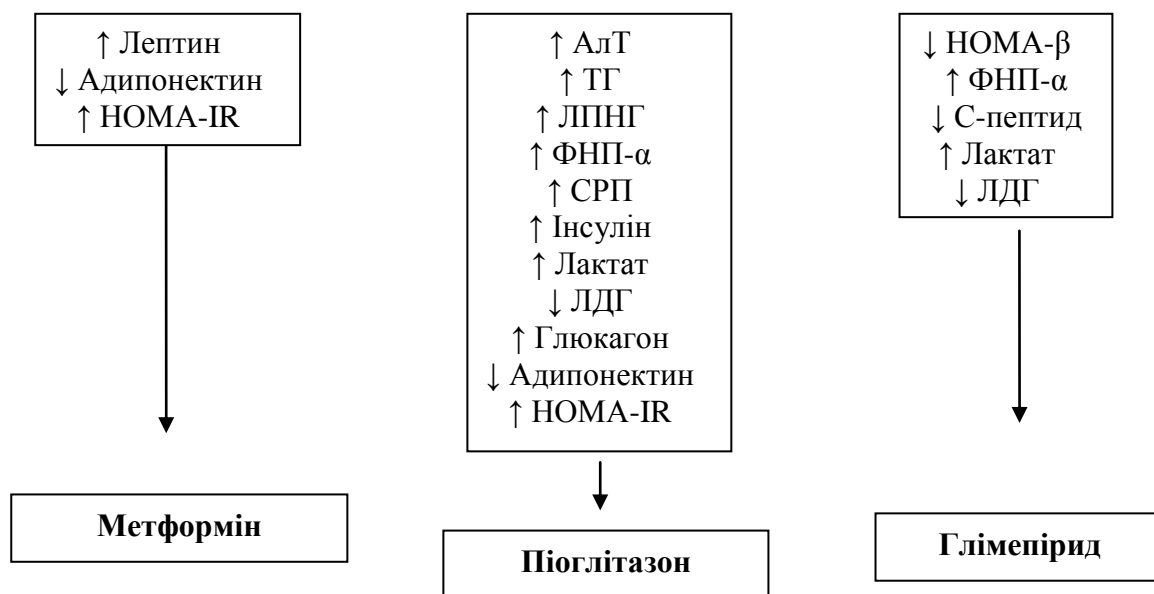 ↑ Лептин
↓ Адипонектин
↑ HOMA-IR
↑ АлТ
↑ ТГ
↑ ЛПНГ
↑ ФНП-α
↑ СРП
↑ Інсулін
↑ Лактат
↓ ЛДГ
↑ Глюкагон
↓ Адипонектин
↑ HOMA-IR
↓ HOMA-β
↑ ФНП-α
↓ С-пептид
↑ Лактат
↓ ЛДГ
Метформін
Піоглітазон
Глімепірид